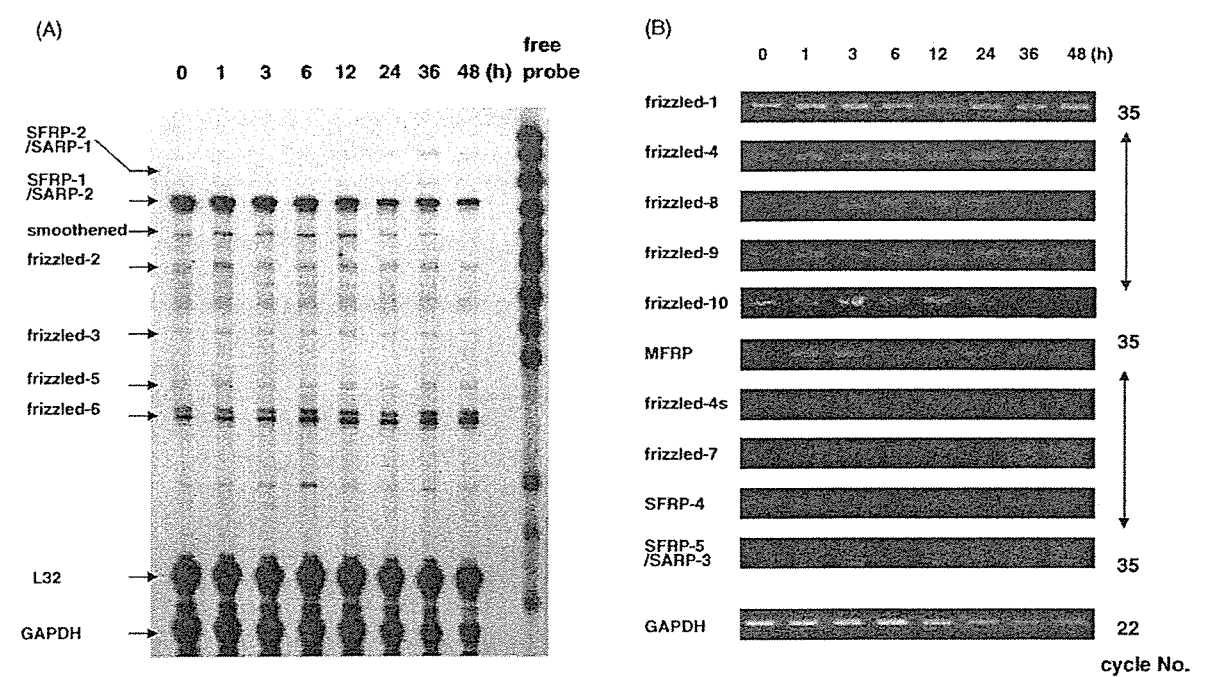 (A)
free
0 1 3 6 12 24 36 48 (h) probe
SFRP-2
/SARP-1
SFRP-1
/SARP-2
smoothened
frizzled-2
frizzled-3
frizzled-5
frizzled-6
L32
GAPDH
(B)
0 1 3 6 12 24 36 48 (h)
frizzled-1
35
frizzled-4
frizzled-8
frizzled-9
frizzled-10
35
MFRP
frizzled-4s
frizzled-7
SFRP-4
SFRP-5
/SARP-3
35
GAPDH
22
cycle No.